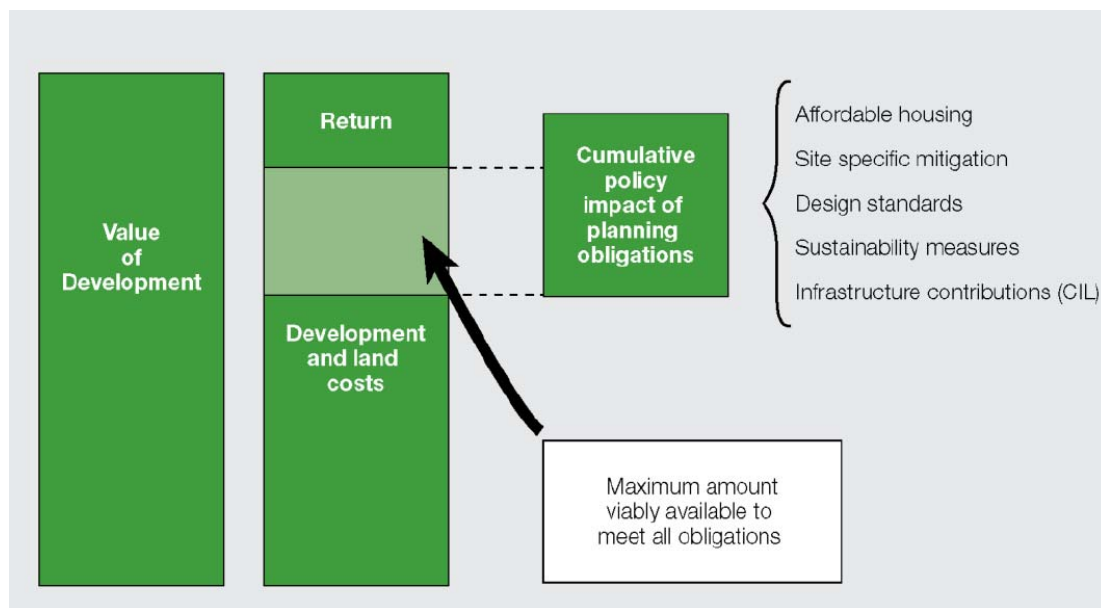 Value
of
Development
Return
Development
and land
costs
Cumulative
policy
impact of
planning
obligations
Affordable housing
Site specific mitigation
Design standards
Sustainability measures
Infrastructure contributions (CIL)
Maximum amount
viably available to
meet all obligations